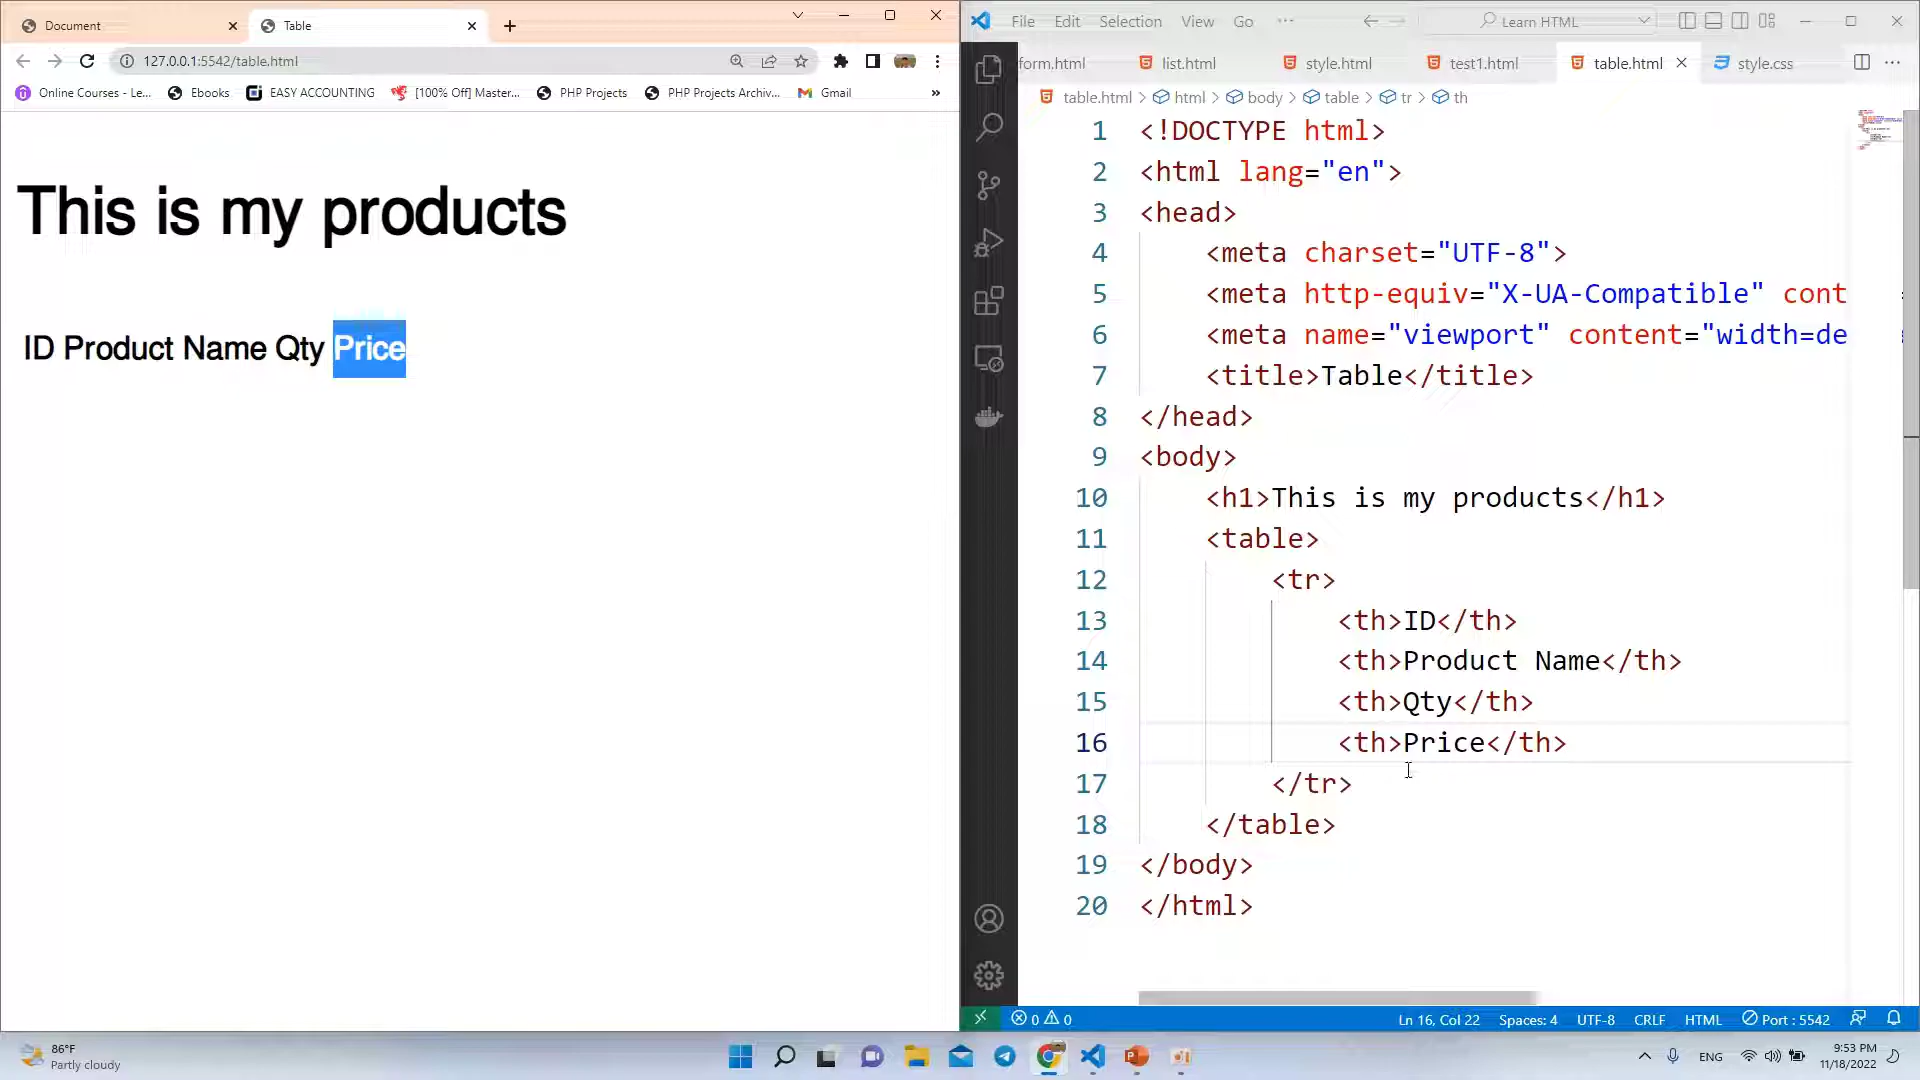 Document
Table
127.0.0.1:5542/table.html
Online Courses - Le...
Ebooks
EASY ACCOUNTING
[100% Off] Master...
PHP Projects
PHP Projects Archiv...
Gmail
»
This is my products
ID Product Name Qty Price
File Edit Selection View Go ···
Learn HTML
form.html
list.html
style.html
test1.html
table.html
style.css
table.html > html > body > table > tr > th
1 <!DOCTYPE html>
2 <html lang="en">
3 <head>
4 <meta charset="UTF-8">
5 <meta http-equiv="X-UA-Compatible" cont
6 <meta name="viewport" content="width=de
7 <title>Table</title>
8 </head>
9 <body>
10 <h1>This is my products</h1>
11 <table>
12 <tr>
13 <th>ID</th>
14 <th>Product Name</th>
15 <th>Qty</th>
16 <th>Price</th>
17 </tr>
18 </table>
19 </body>
20 </html>
0 0
Ln 16, Col 22
Spaces: 4
UTF-8
CRLF
HTML
Port : 5542
86°F
Partly cloudy
ENG
9:53 PM
11/18/2022